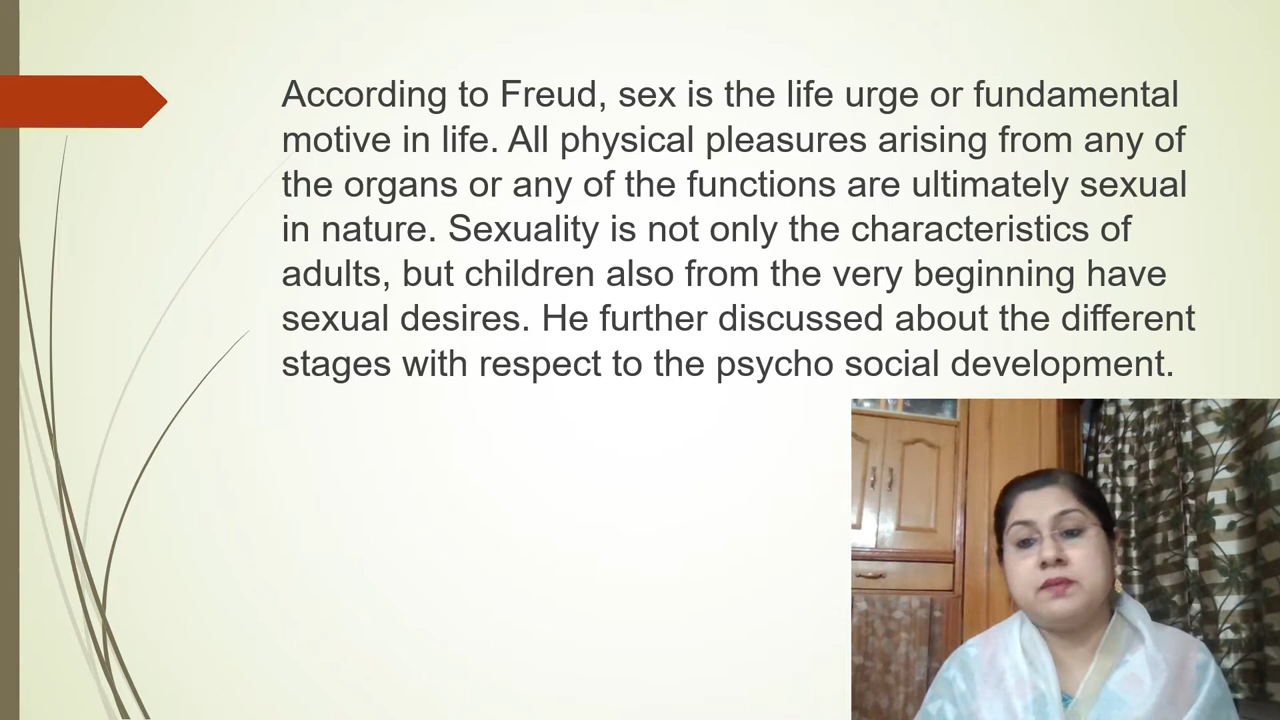 According to Freud, sex is the life urge or fundamental
motive in life. All physical pleasures arising from any of
the organs or any of the functions are ultimately sexual
in nature. Sexuality is not only the characteristics of
adults, but children also from the very beginning have
sexual desires. He further discussed about the different
stages with respect to the psycho social development.